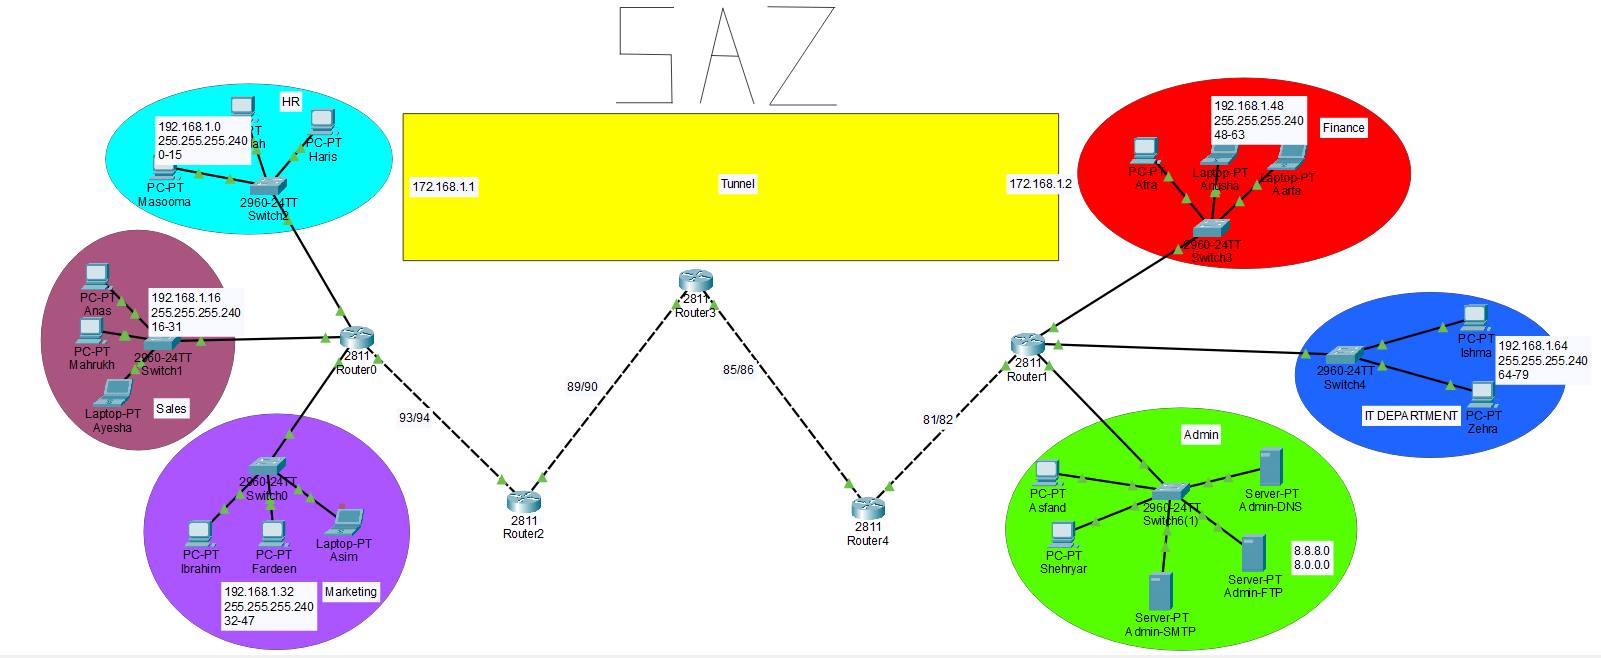 SAZ
HR
192.168.1.0
255.255.255.240
0-15
PC-PT
Haris
PC-PT
Masooma
2960-24TT
Switch2
172.168.1.1
Tunnel
172.168.1.2
192.168.1.48
255.255.255.240
48-63
Finance
PC-PT
Afra
Laptop-PT
Anusha
Laptop-PT
Aarfa
2960-24TT
Switch3
PC-PT
Anas
192.168.1.16
255.255.255.240
16-31
PC-PT
Mahrukh
2960-24TT
Switch1
Laptop-PT
Ayesha
Sales
2811
Router0
2811
Router3
2811
Router1
93/94
89/90
85/86
81/82
2811
Router2
2811
Router4
2960-24TT
Switch4
PC-PT
Ishma
192.168.1.64
255.255.255.240
64-79
IT DEPARTMENT
PC-PT
Zehra
2960-24TT
Switch0
PC-PT
Ibrahim
PC-PT
Fardeen
Laptop-PT
Asim
192.168.1.32
255.255.255.240
32-47
Marketing
Admin
PC-PT
Asfand
2960-24TT
Switch6(1)
Server-PT
Admin-DNS
PC-PT
Shehryar
Server-PT
Admin-FTP
8.8.8.0
8.0.0.0
Server-PT
Admin-SMTP